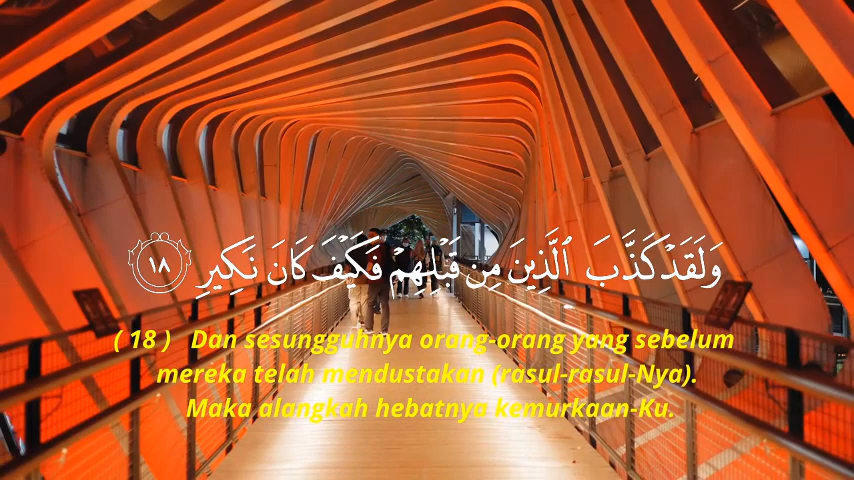 وَلَقَدْ كَذَّبَ ٱلَّذِينَ مِن قَبْلِهِمْ فَكَيْفَ كَانَ نَكِيرِ ١٨
( 18 ) Dan sesungguhnya orang-orang yang sebelum
mereka telah mendustakan (rasul-rasul-Nya).
Maka alangkah hebatnya kemurkaan-Ku.